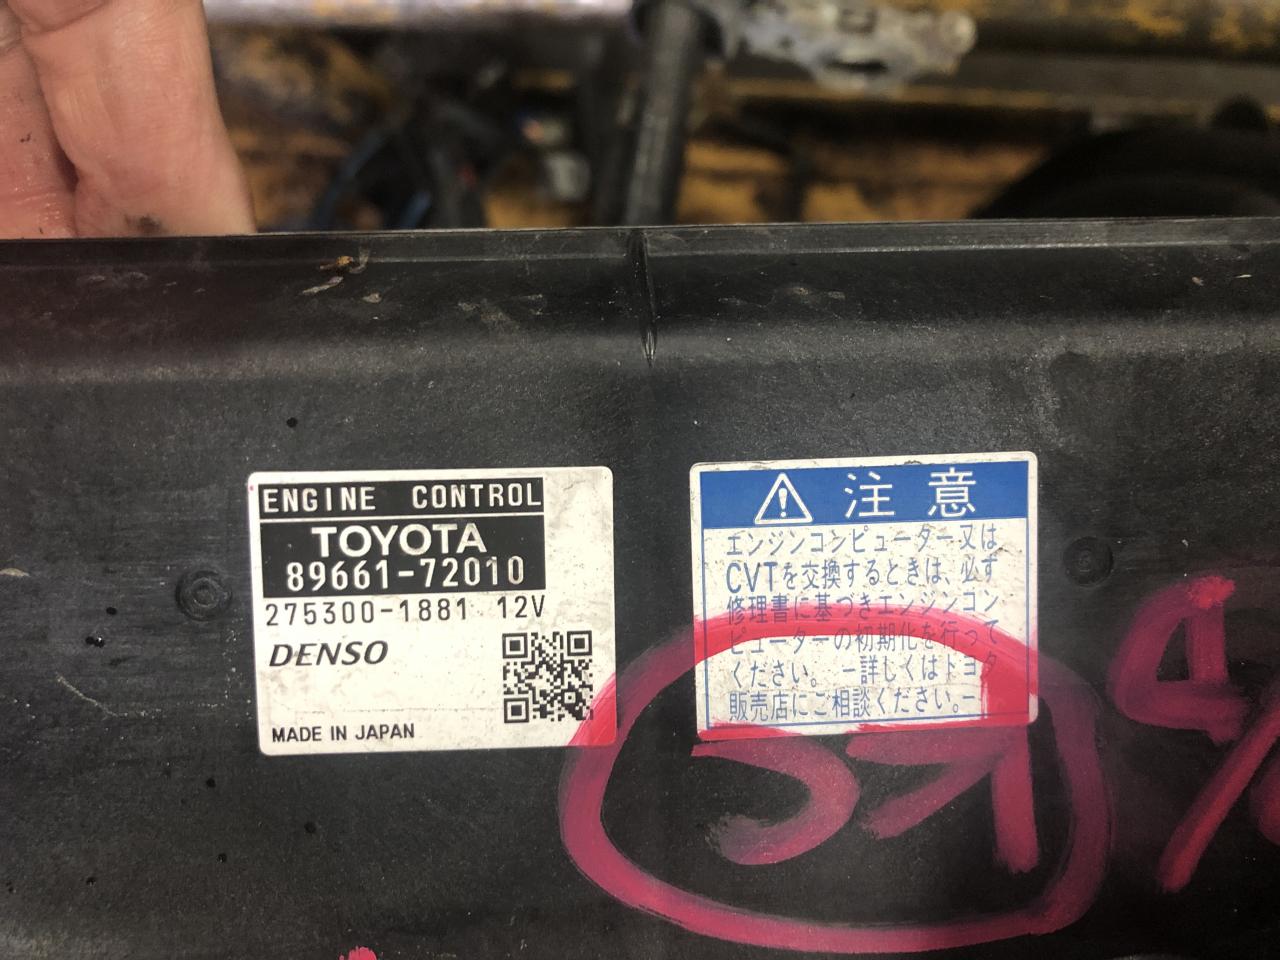 ENGINE CONTROL
TOYOTA
89661-72010
275300-1881 12V
DENSO
MADE IN JAPAN
注意
エンジンコンピューター又は
CVTを交換するときは、必ず
修理書に基づきエンジンコン
ピューターの初期化を行って
ください。ー詳しくはトヨタ
販売店にご相談ください。ー